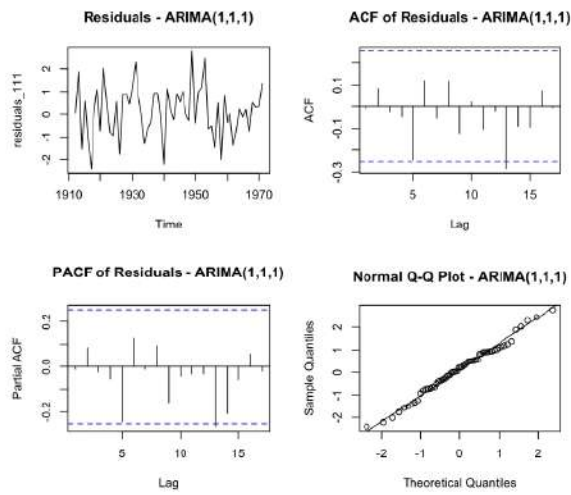 Residuals - ARIMA(1,1,1)
residuals_111
2
1
0
-1
-2
1910
1930
1950
1970
Time
ACF of Residuals - ARIMA(1,1,1)
ACF
0.1
-0.1
-0.3
5
10
15
Lag
PACF of Residuals - ARIMA(1,1,1)
Partial ACF
0.2
0.0
-0.2
5
10
15
Lag
Normal Q-Q Plot - ARIMA(1,1,1)
Sample Quantiles
2
1
0
-1
-2
-2
-1
0
1
2
Theoretical Quantiles